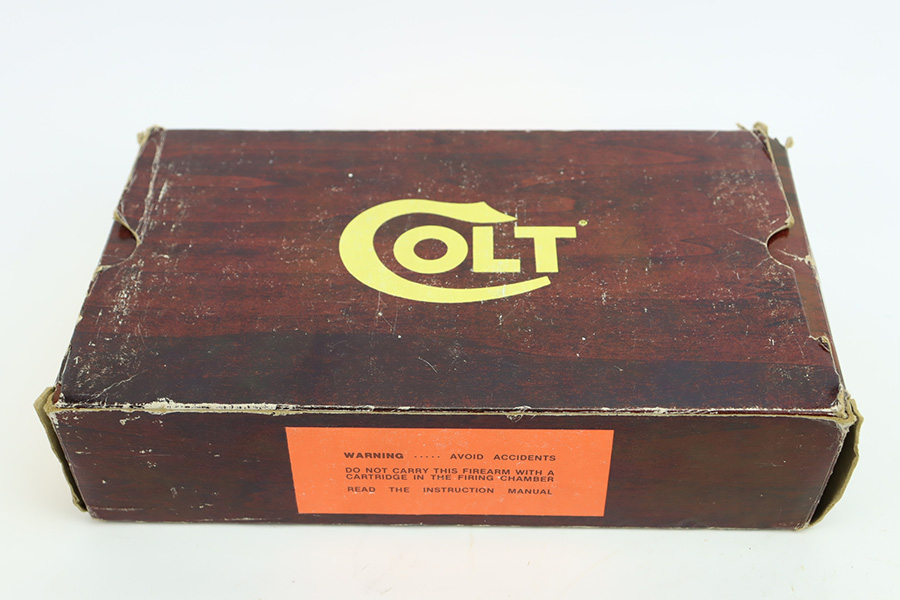 COLT®
WARNING ..... AVOID ACCIDENTS
DO NOT CARRY THIS FIREARM WITH A
CARTRIDGE IN THE FIRING CHAMBER
READ THE INSTRUCTION MANUAL